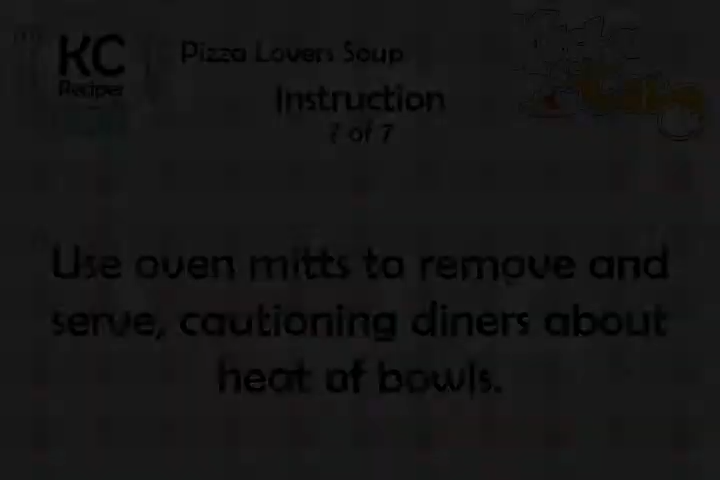 KC
Recipes
Pizza Lovers Soup
Instruction
7 of 7
Use oven mitts to remove and
serve, cautioning diners about
heat of bowls.